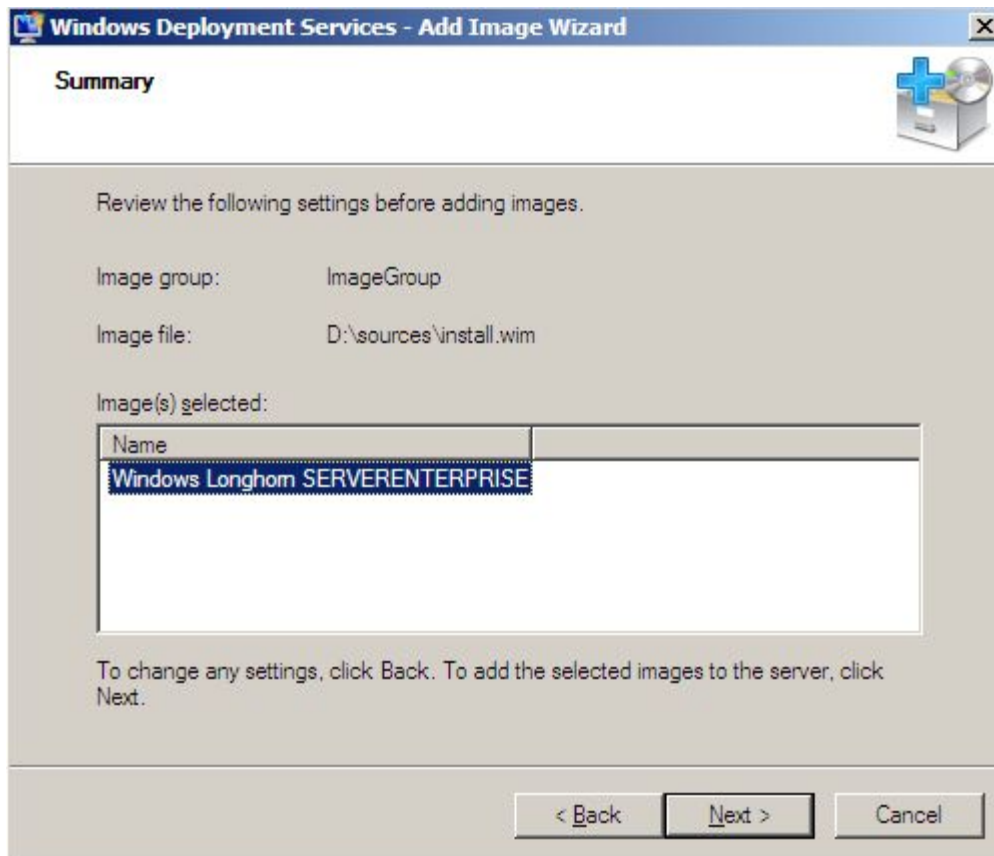 Windows Deployment Services - Add Image Wizard
Summary
Review the following settings before adding images.
Image group: ImageGroup
Image file: D:\sources\install.wim
Image(s) selected:
Name
Windows Longhorn SERVERENTERPRISE
To change any settings, click Back. To add the selected images to the server, click
Next.
< Back Next > Cancel